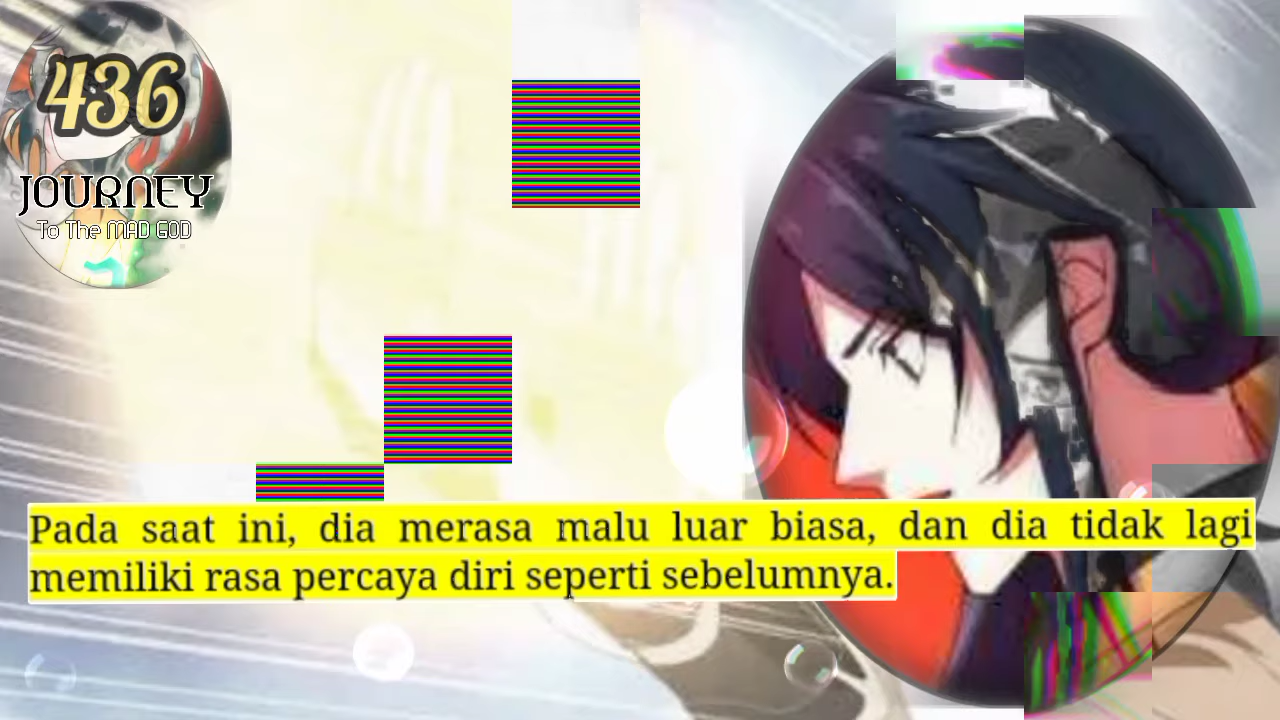 436
JOURNEY
To The MAD GOD
Pada saat ini, dia merasa malu luar biasa, dan dia tidak lagi
memiliki rasa percaya diri seperti sebelumnya.